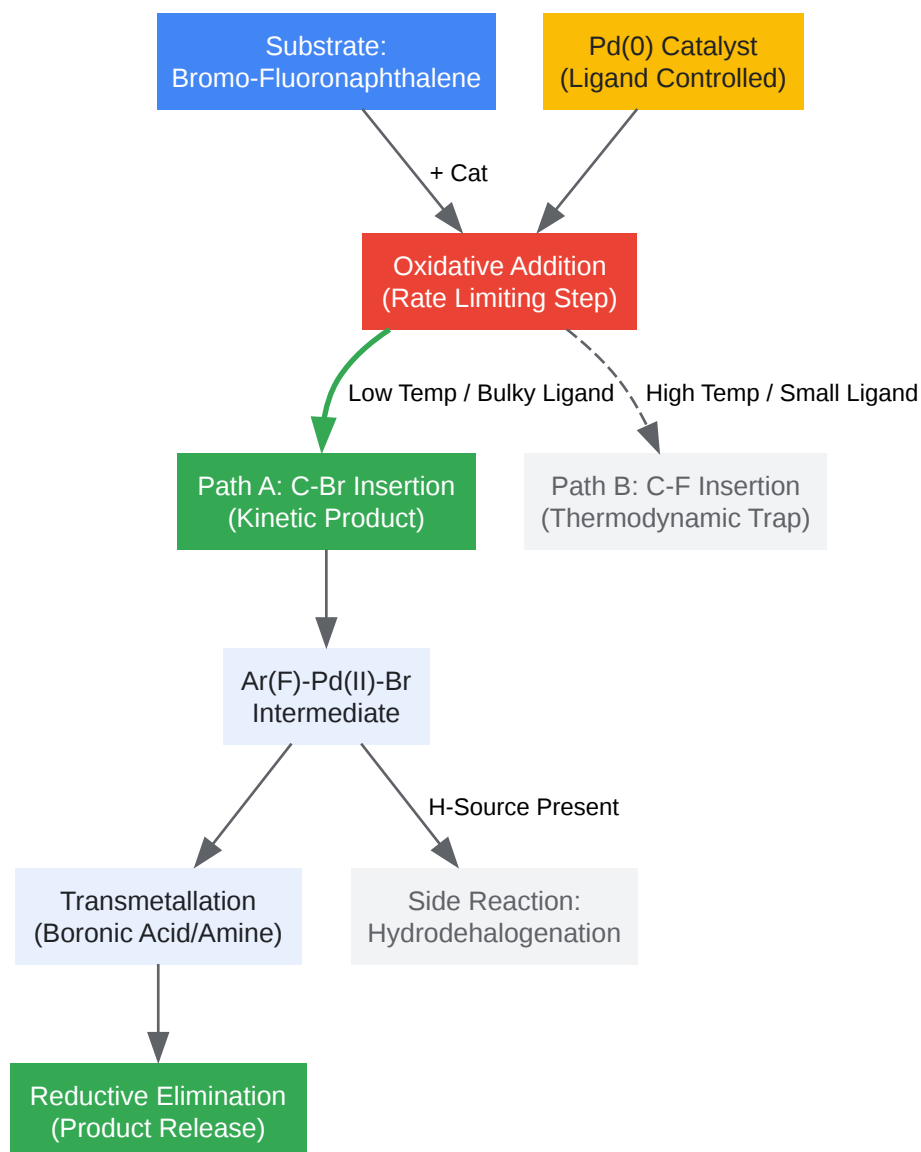 Substrate:
Bromo-Fluoronaphthalene
Pd(0) Catalyst
(Ligand Controlled)
+ Cat
Oxidative Addition
(Rate Limiting Step)
Low Temp / Bulky Ligand
High Temp / Small Ligand
Path A: C-Br Insertion
(Kinetic Product)
Path B: C-F Insertion
(Thermodynamic Trap)
Ar(F)-Pd(II)-Br
Intermediate
H-Source Present
Transmetallation
(Boronic Acid/Amine)
Side Reaction:
Hydrodehalogenation
Reductive Elimination
(Product Release)